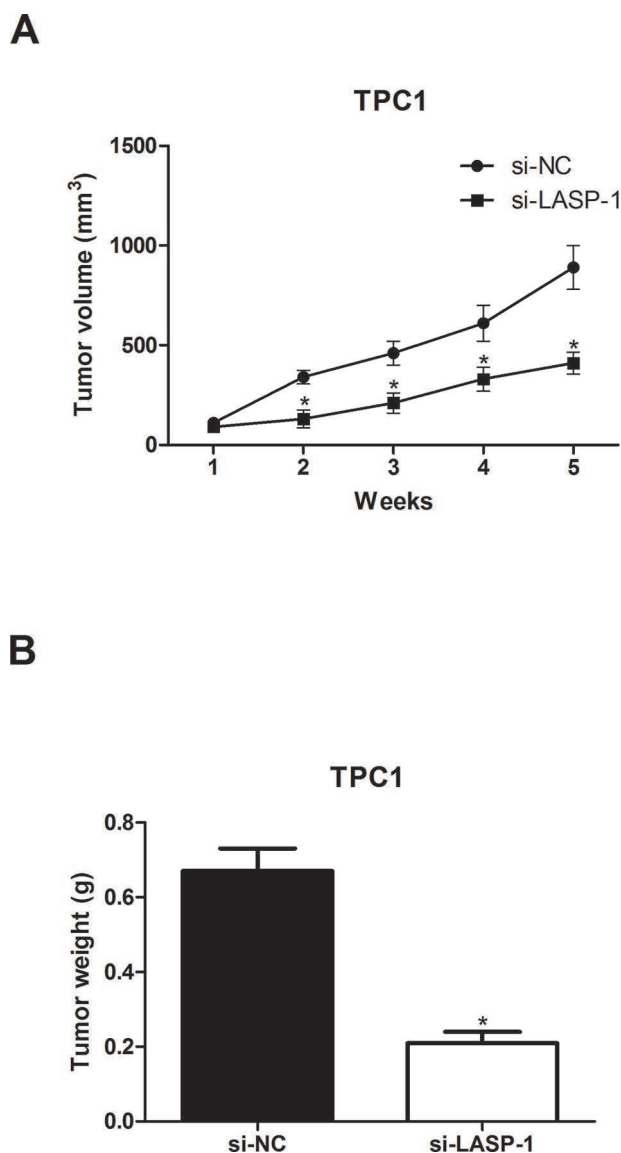 A
TPC1
1500
1000
500
0
Tumor volume (mm³)
si-NC
si-LASP-1
*
*
*
*
1 2 3 4 5
Weeks
B
TPC1
0.8
0.6
0.4
0.2
0.0
Tumor weight (g)
*
si-NC si-LASP-1